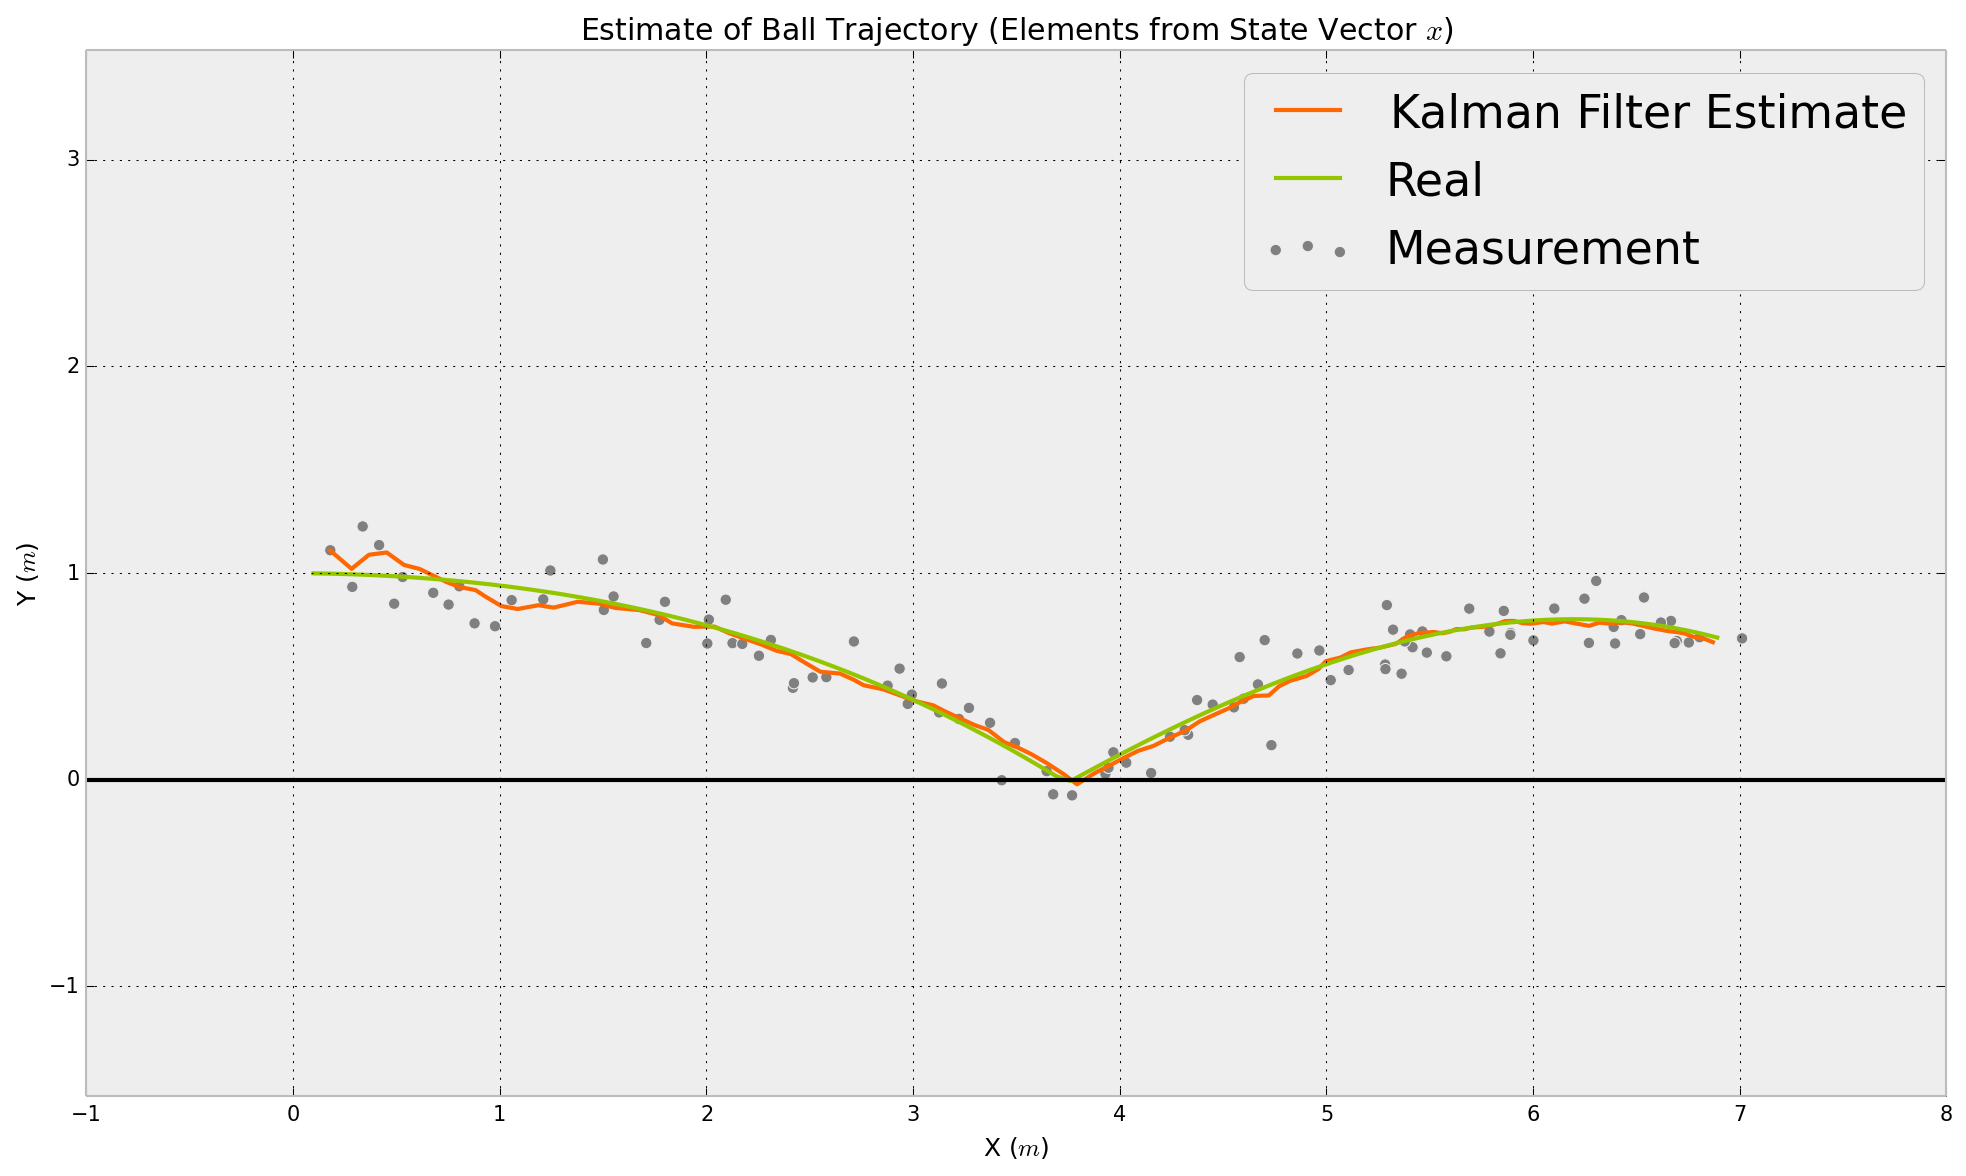 Estimate of Ball Trajectory (Elements from State Vector x)
Kalman Filter Estimate
Real
Measurement
Y (m)
3
2
1
0
−1
−1 0 1 2 3 4 5 6 7 8
X (m)